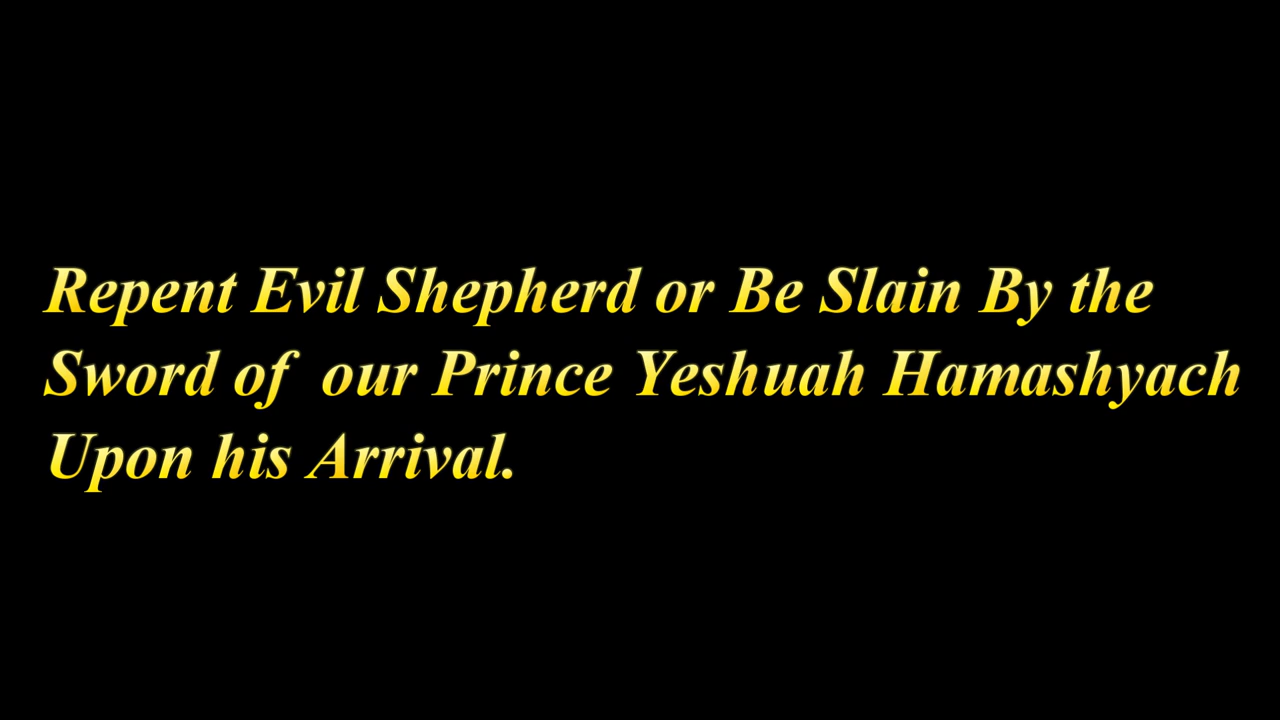 Repent Evil Shepherd or Be Slain By the
Sword of  our Prince Yeshuah Hamashyach
Upon his Arrival.